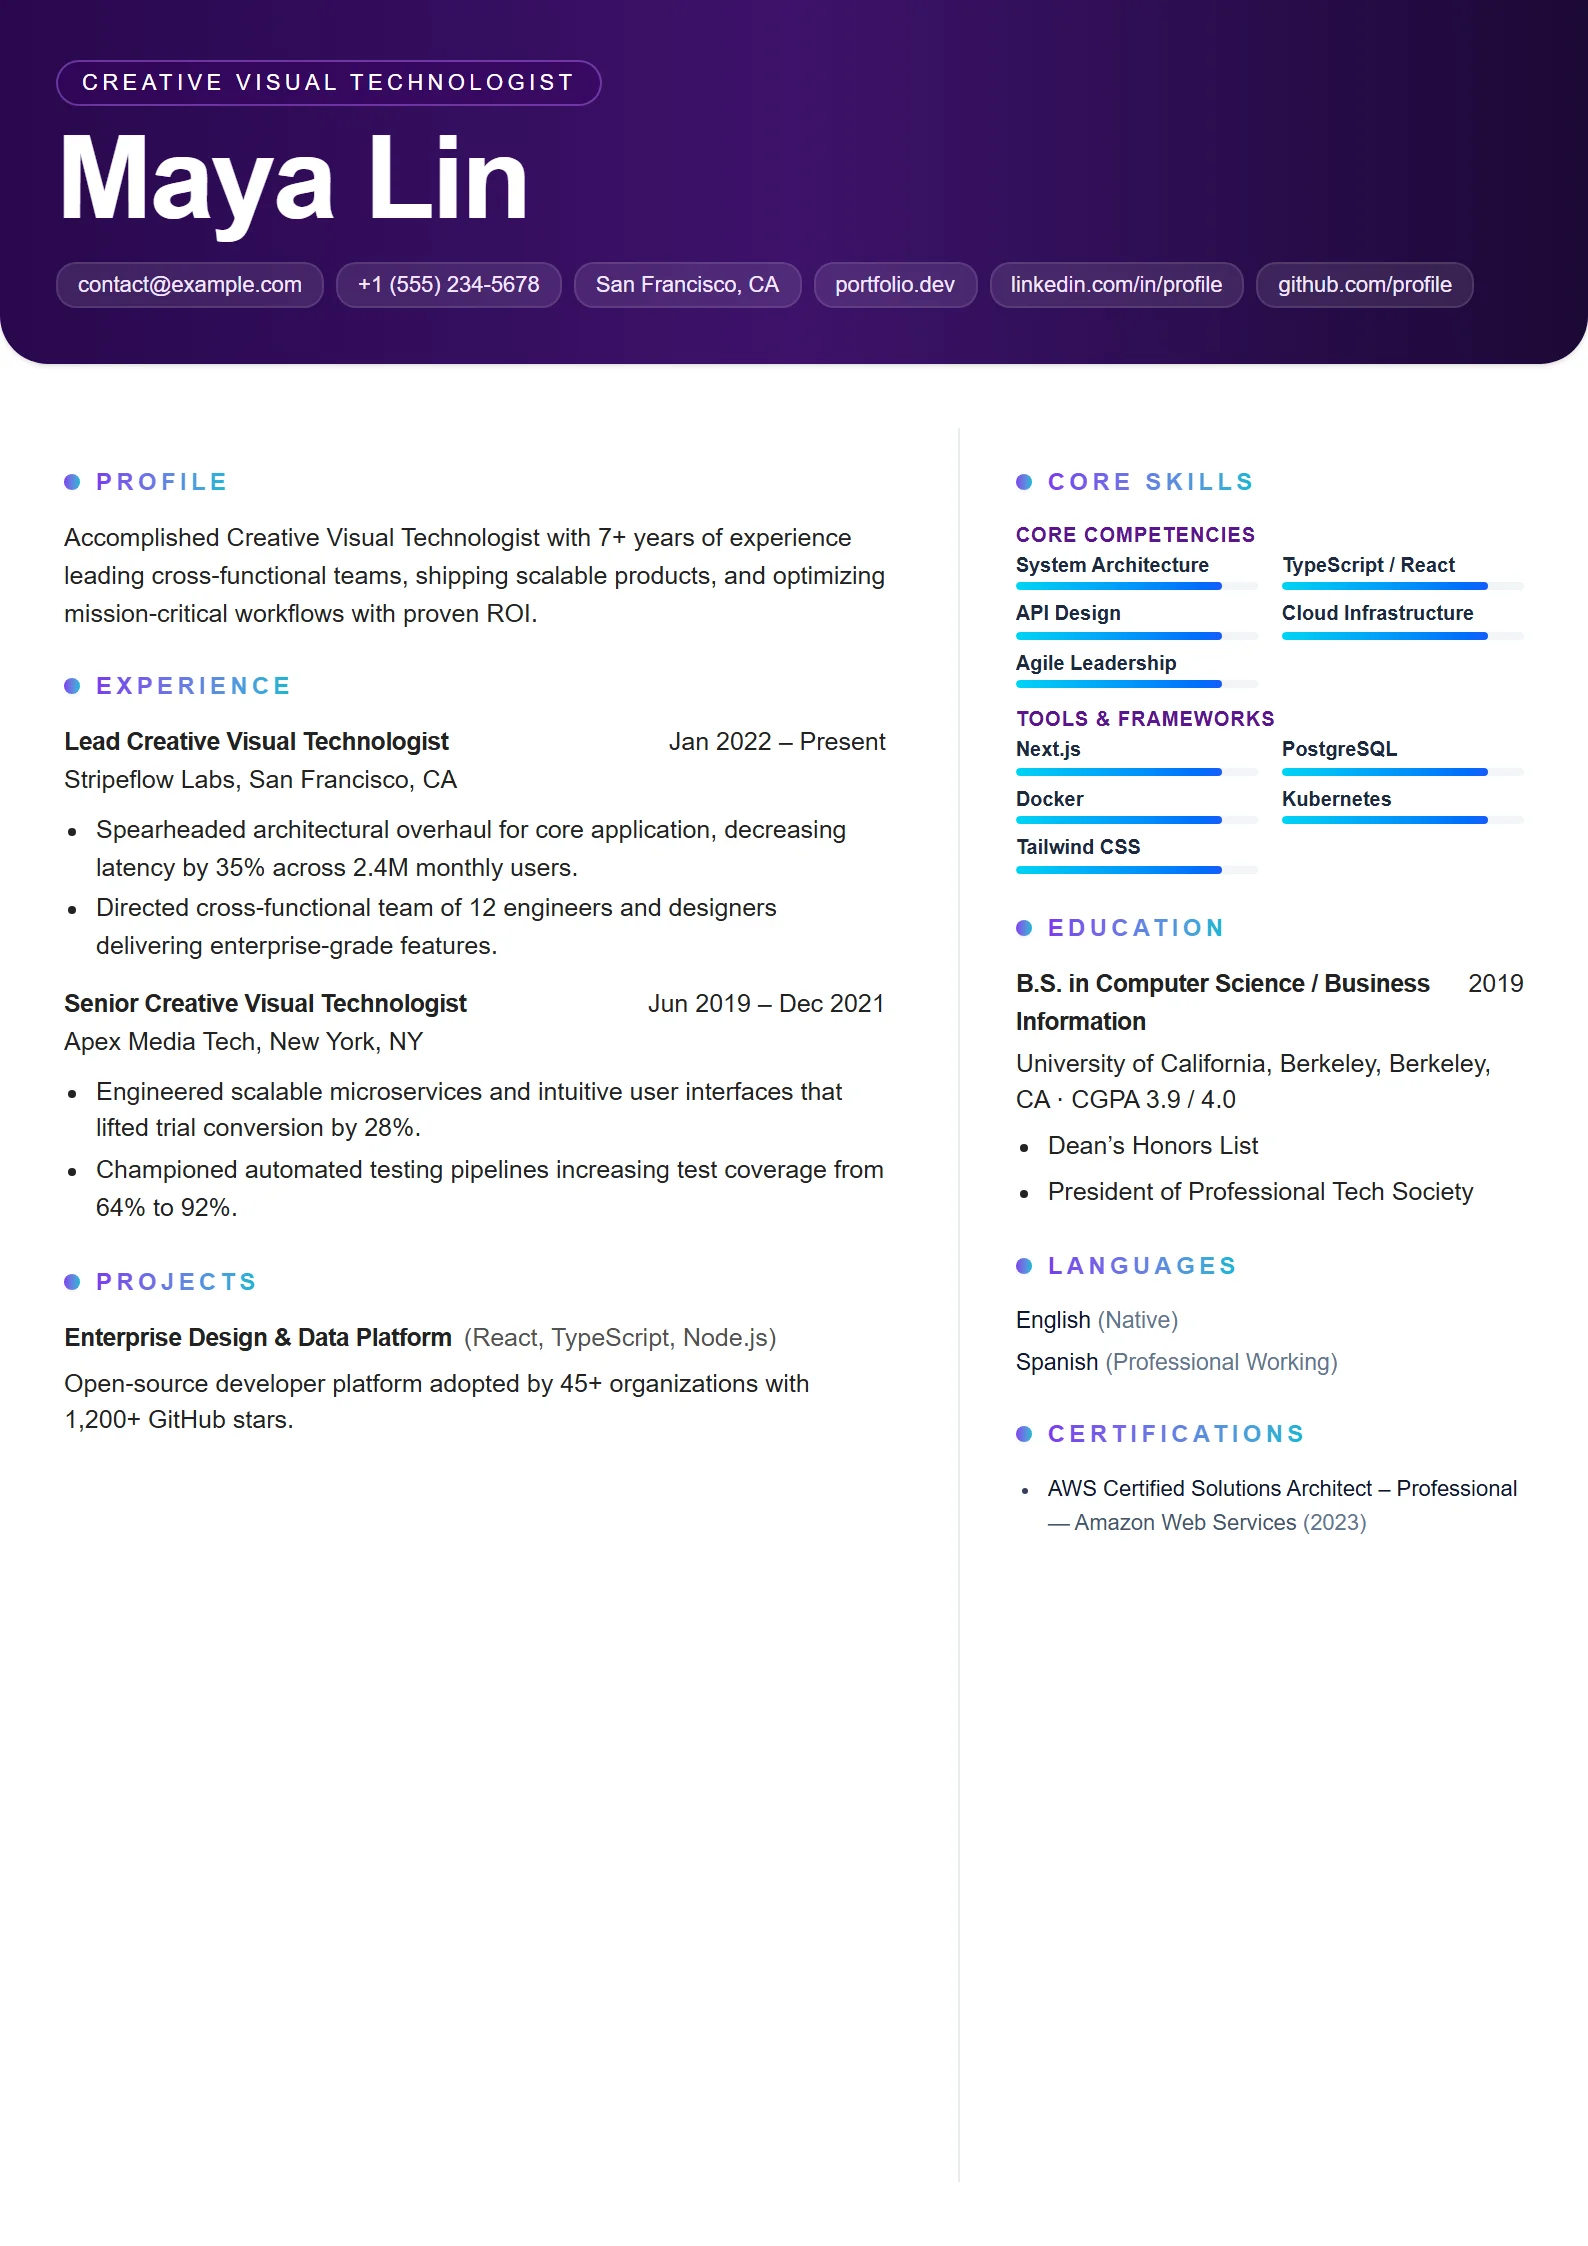 CREATIVE VISUAL TECHNOLOGIST
Maya Lin
contact@example.com +1 (555) 234-5678 San Francisco, CA portfolio.dev linkedin.com/in/profile github.com/profile
PROFILE
Accomplished Creative Visual Technologist with 7+ years of experience
leading cross-functional teams, shipping scalable products, and optimizing
mission-critical workflows with proven ROI.
EXPERIENCE
Lead Creative Visual Technologist Jan 2022 – Present
Stripeflow Labs, San Francisco, CA
• Spearheaded architectural overhaul for core application, decreasing
latency by 35% across 2.4M monthly users.
• Directed cross-functional team of 12 engineers and designers
delivering enterprise-grade features.
Senior Creative Visual Technologist Jun 2019 – Dec 2021
Apex Media Tech, New York, NY
• Engineered scalable microservices and intuitive user interfaces that
lifted trial conversion by 28%.
• Championed automated testing pipelines increasing test coverage from
64% to 92%.
PROJECTS
Enterprise Design & Data Platform (React, TypeScript, Node.js)
Open-source developer platform adopted by 45+ organizations with
1,200+ GitHub stars.
CORE SKILLS
CORE COMPETENCIES
System Architecture TypeScript / React
API Design Cloud Infrastructure
Agile Leadership
TOOLS & FRAMEWORKS
Next.js PostgreSQL
Docker Kubernetes
Tailwind CSS
EDUCATION
B.S. in Computer Science / Business 2019
Information
University of California, Berkeley, Berkeley,
CA · CGPA 3.9 / 4.0
• Dean’s Honors List
• President of Professional Tech Society
LANGUAGES
English (Native)
Spanish (Professional Working)
CERTIFICATIONS
• AWS Certified Solutions Architect – Professional
— Amazon Web Services (2023)